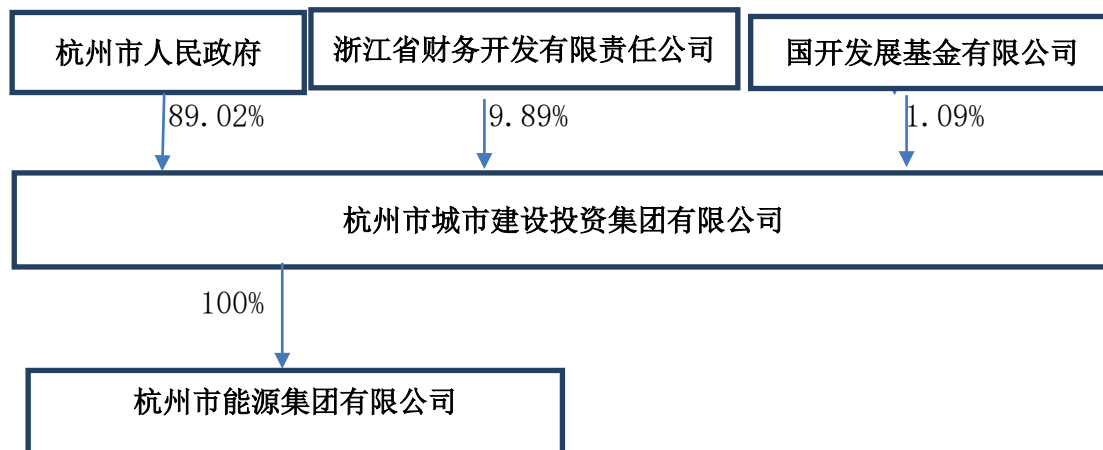 杭州市人民政府
浙江省财务开发有限责任公司
国开发展基金有限公司
89.02%
9.89%
1.09%
杭州市城市建设投资集团有限公司
100%
杭州市能源集团有限公司